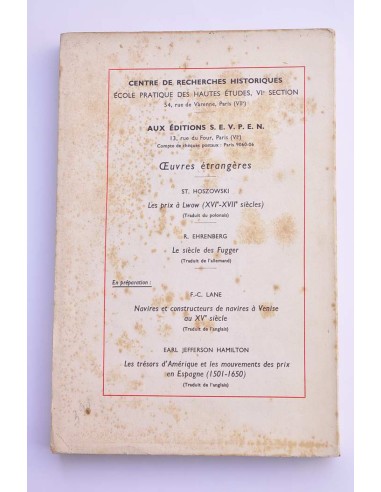 CENTRE DE RECHERCHES HISTORIQUES
ÉCOLE PRATIQUE DES HAUTES ÉTUDES, VIe SECTION
54, rue de Varenne, Paris (VIIe)
AUX ÉDITIONS S. E. V. P. E. N.
13, rue du Four, Paris (VIe)
Compte de chèques postaux : Paris 9060-06
Œuvres étrangères
ST. HOSZOWSKI
Les prix à Lwow (XVIe-XVIIe siècles)
(Traduit du polonais)
R. EHRENBERG
Le siècle des Fugger
(Traduit de l'allemand)
En préparation :
F.-C. LANE
Navires et constructeurs de navires à Venise
au XVe siècle
(Traduit de l'anglais)
EARL JEFFERSON HAMILTON
Les trésors d'Amérique et les mouvements des prix
en Espagne (1501-1650)
(Traduit de l'anglais)